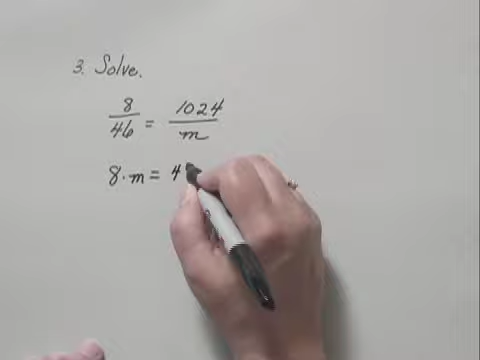 3. Solve.
8/46 = 1024/m
8·m = 4